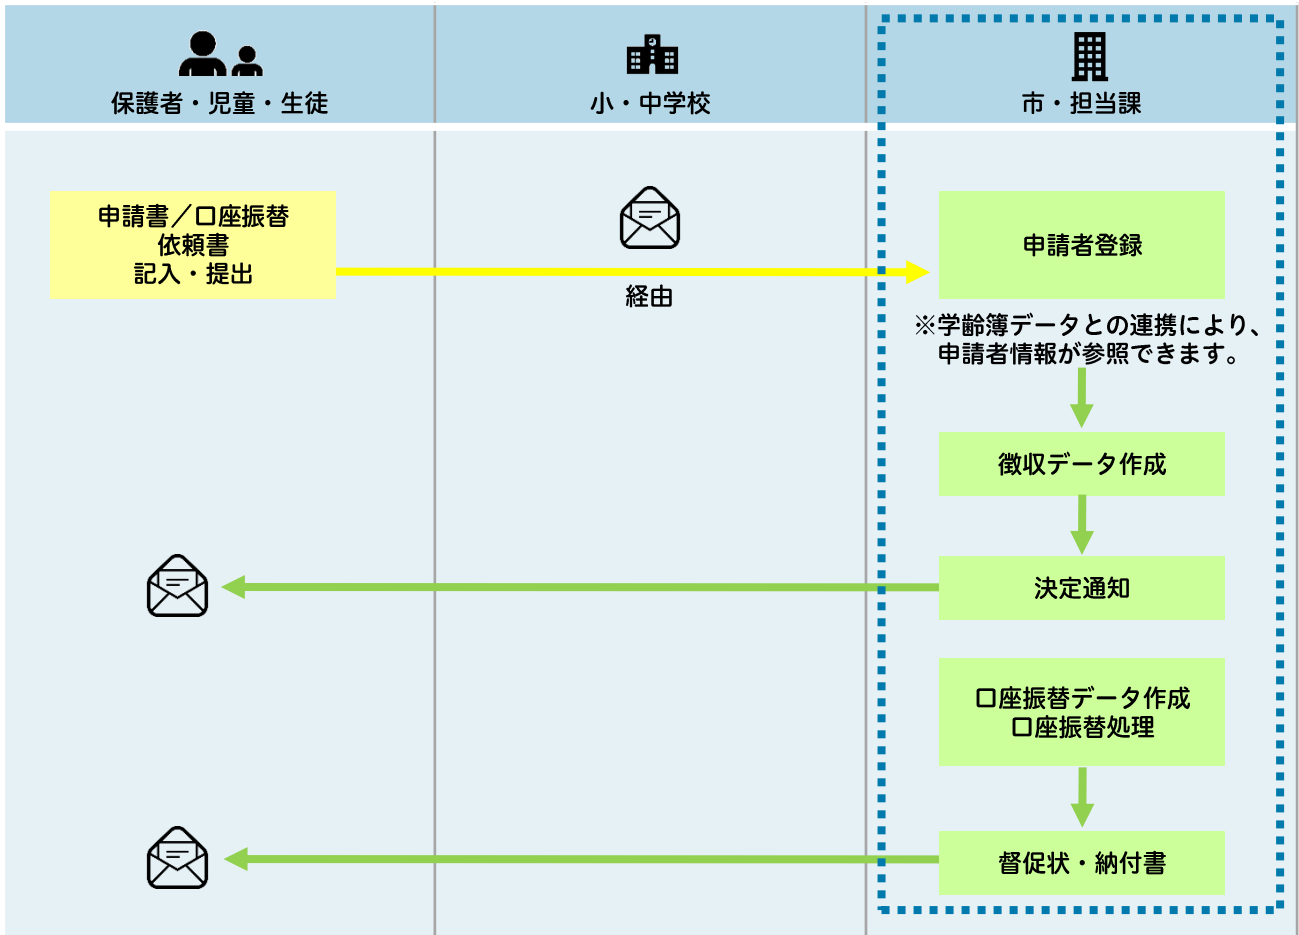 保護者・児童・生徒
小・中学校
市・担当課
申請書／口座振替
依頼書
記入・提出
経由
申請者登録
※学齢簿データとの連携により、
申請者情報が参照できます。
徴収データ作成
決定通知
口座振替データ作成
口座振替処理
督促状・納付書